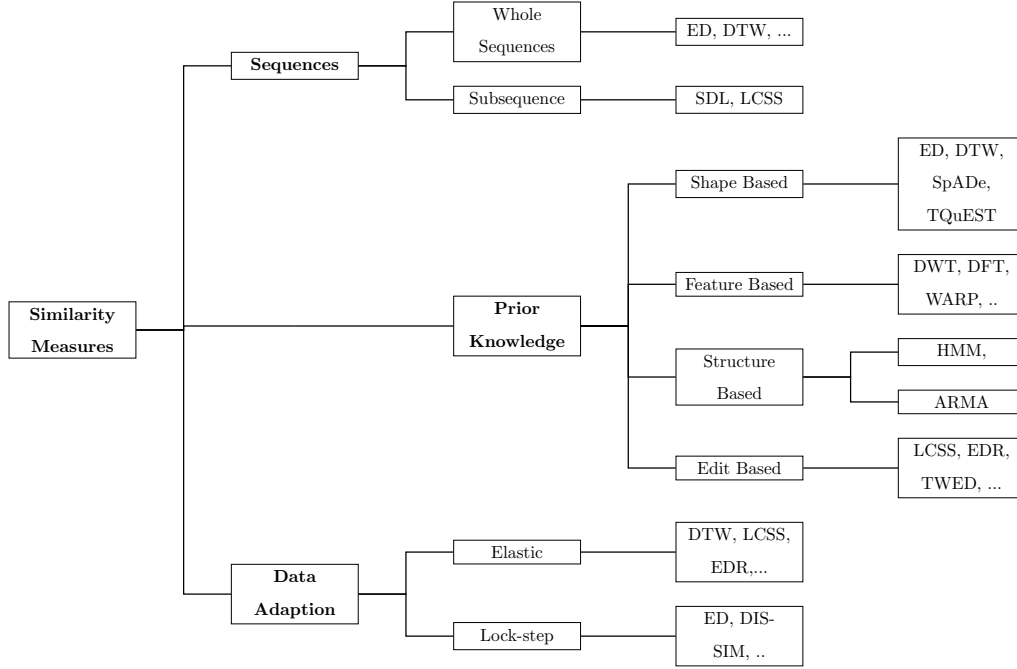 Whole
Sequences
ED, DTW, ...
Sequences
Subsequence
SDL, LCSS
Shape Based
ED, DTW,
SpADe,
TQuEST
Feature Based
DWT, DFT,
WARP, ..
Similarity
Measures
Prior
Knowledge
Structure
Based
HMM,
ARMA
Edit Based
LCSS, EDR,
TWED, ...
Elastic
DTW, LCSS,
EDR,...
Data
Adaption
Lock-step
ED, DIS-
SIM, ..